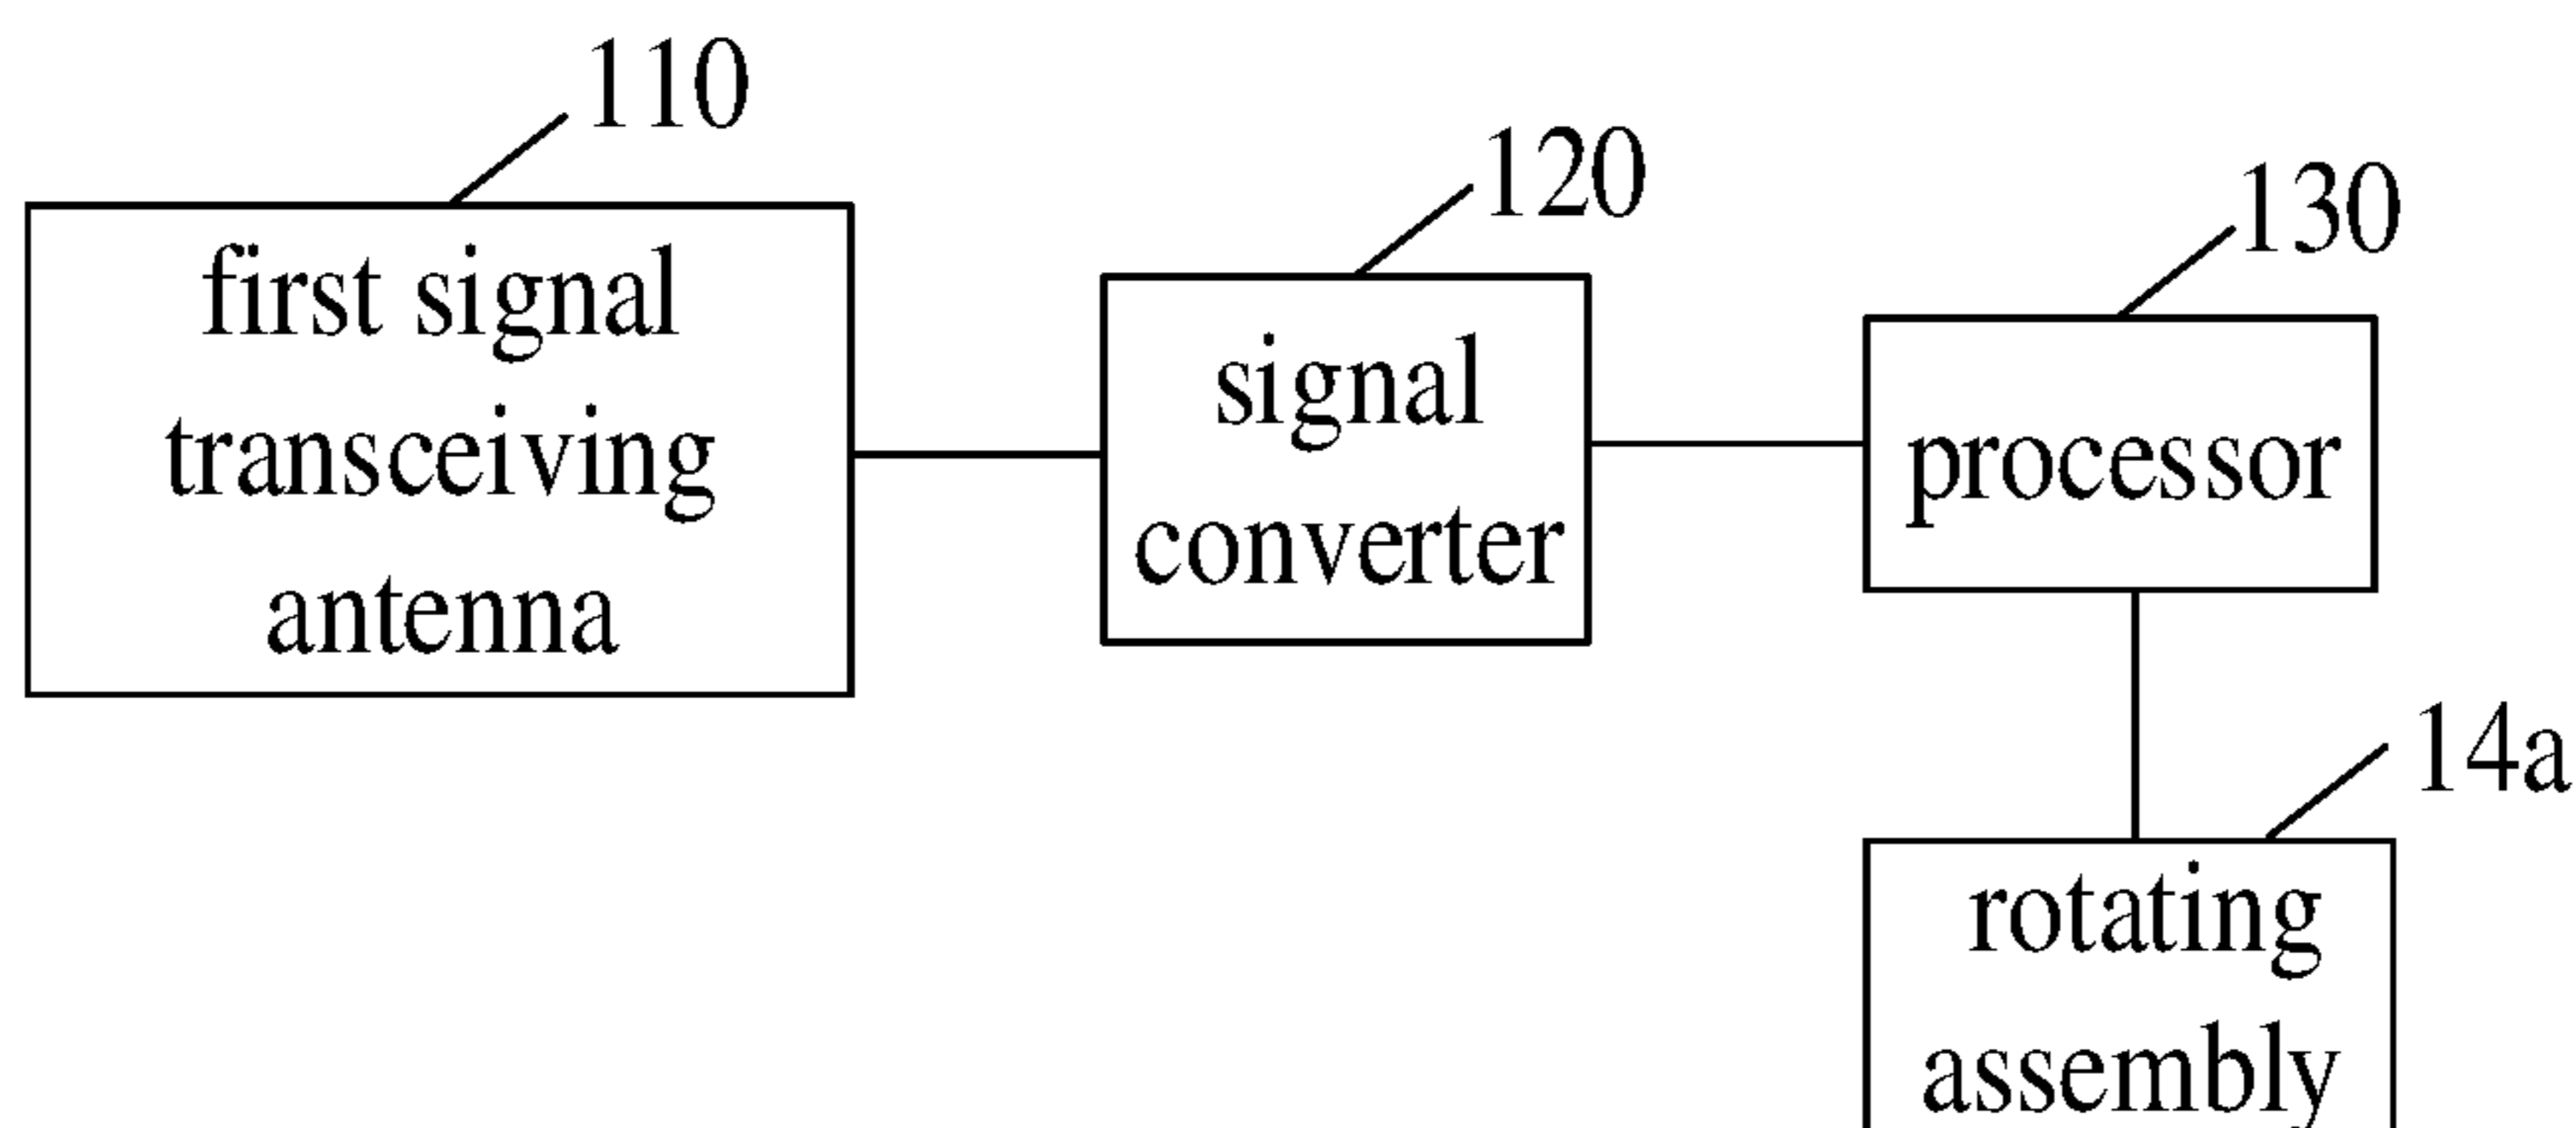 110
first signal
transceiving
antenna
120
signal
converter
130
processor
14a
rotating
assembly